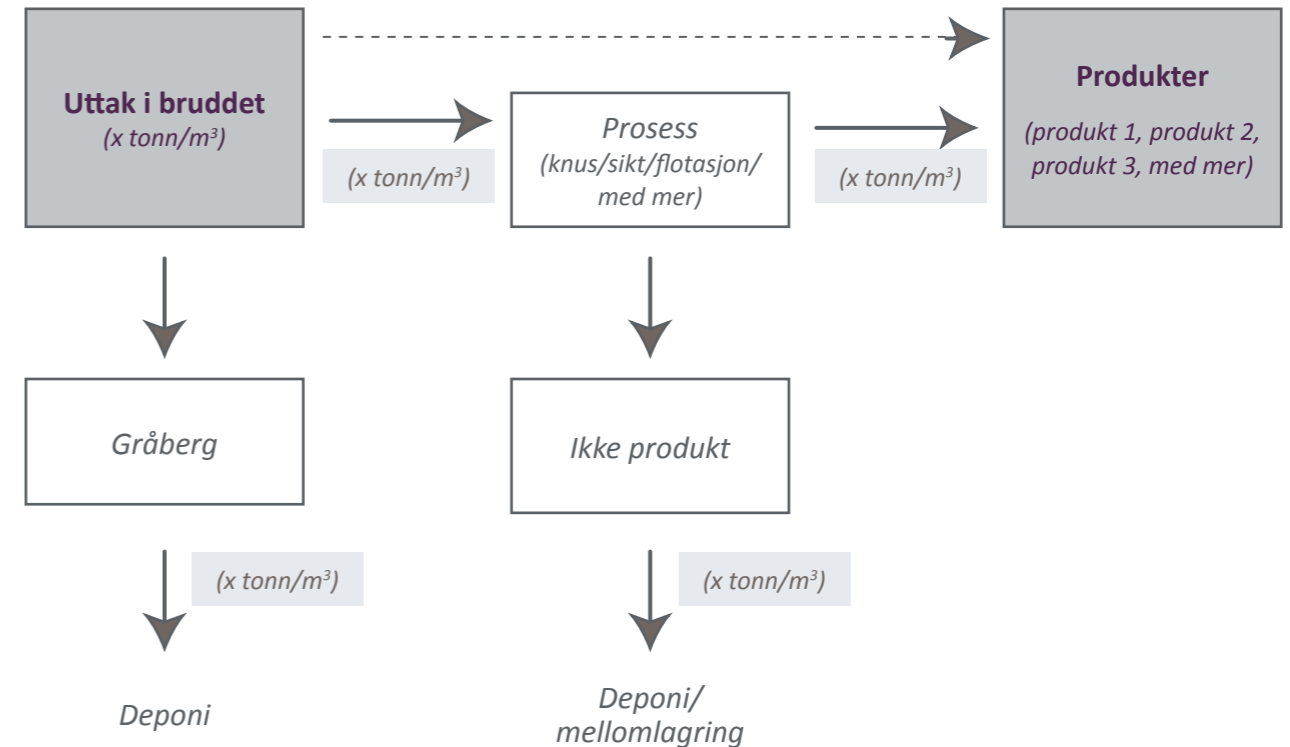 Uttak i bruddet
(x tonn/m³)
(x tonn/m³)
Prosess
(knus/sikt/flotasjon/
med mer)
(x tonn/m³)
Produkter
(produkt 1, produkt 2,
produkt 3, med mer)
Gråberg
Ikke produkt
(x tonn/m³)
(x tonn/m³)
Deponi
Deponi/
mellomlagring